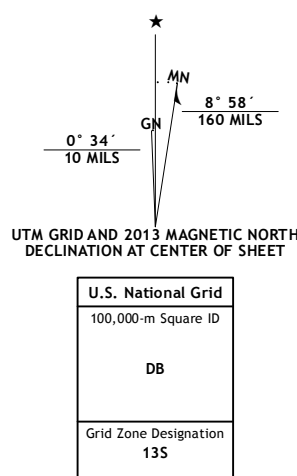 ★
MN
GN
8° 58´
160 MILS
0° 34´
10 MILS
UTM GRID AND 2013 MAGNETIC NORTH
DECLINATION AT CENTER OF SHEET
U.S. National Grid
100,000-m Square ID
DB
Grid Zone Designation
13S